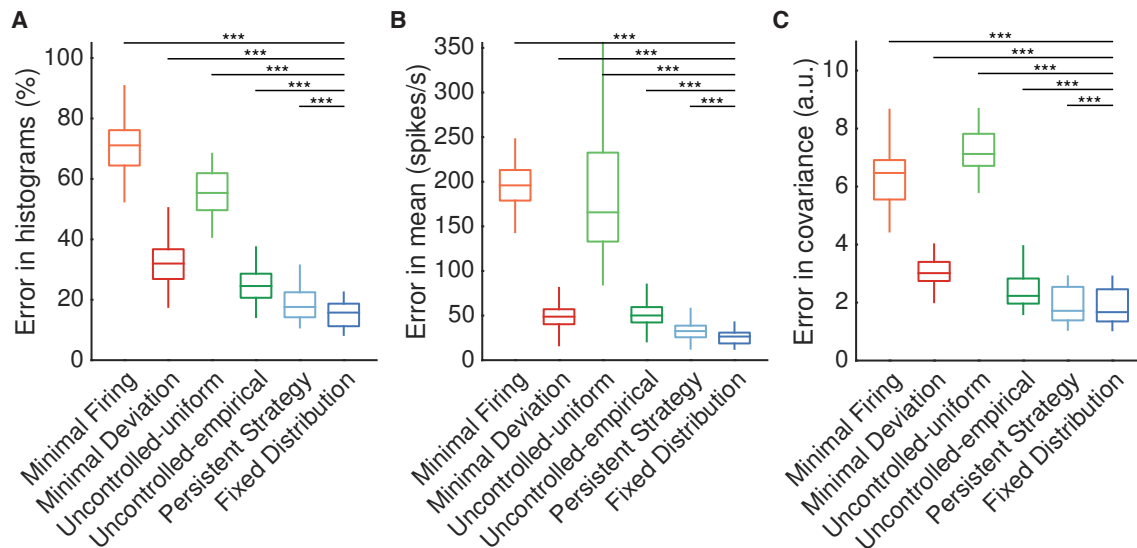 A
Error in histograms (%)
100
80
60
40
20
0
***
***
***
***
***
Minimal Firing
Minimal Deviation
Uncontrolled-uniform
Uncontrolled-empirical
Persistent Strategy
Fixed Distribution
B
Error in mean (spikes/s)
350
300
250
200
150
100
50
0
***
***
***
***
***
Minimal Firing
Minimal Deviation
Uncontrolled-uniform
Uncontrolled-empirical
Persistent Strategy
Fixed Distribution
C
Error in covariance (a.u.)
10
8
6
4
2
0
***
***
***
***
***
Minimal Firing
Minimal Deviation
Uncontrolled-uniform
Uncontrolled-empirical
Persistent Strategy
Fixed Distribution